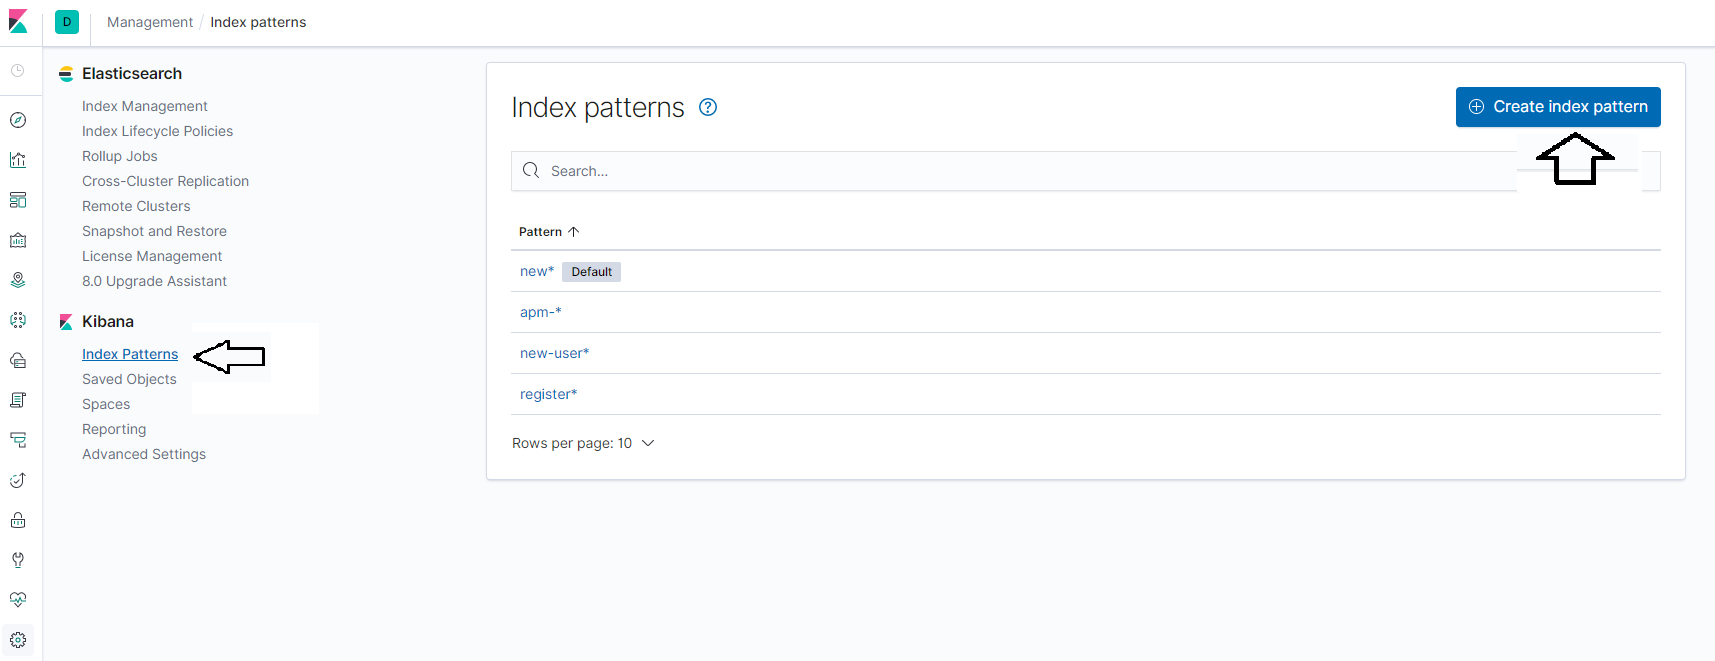 D Management / Index patterns
Elasticsearch
Index Management
Index Lifecycle Policies
Rollup Jobs
Cross-Cluster Replication
Remote Clusters
Snapshot and Restore
License Management
8.0 Upgrade Assistant
Kibana
Index Patterns
Saved Objects
Spaces
Reporting
Advanced Settings
Index patterns
Create index pattern
Search...
Pattern
new* Default
apm-*
new-user*
register*
Rows per page: 10